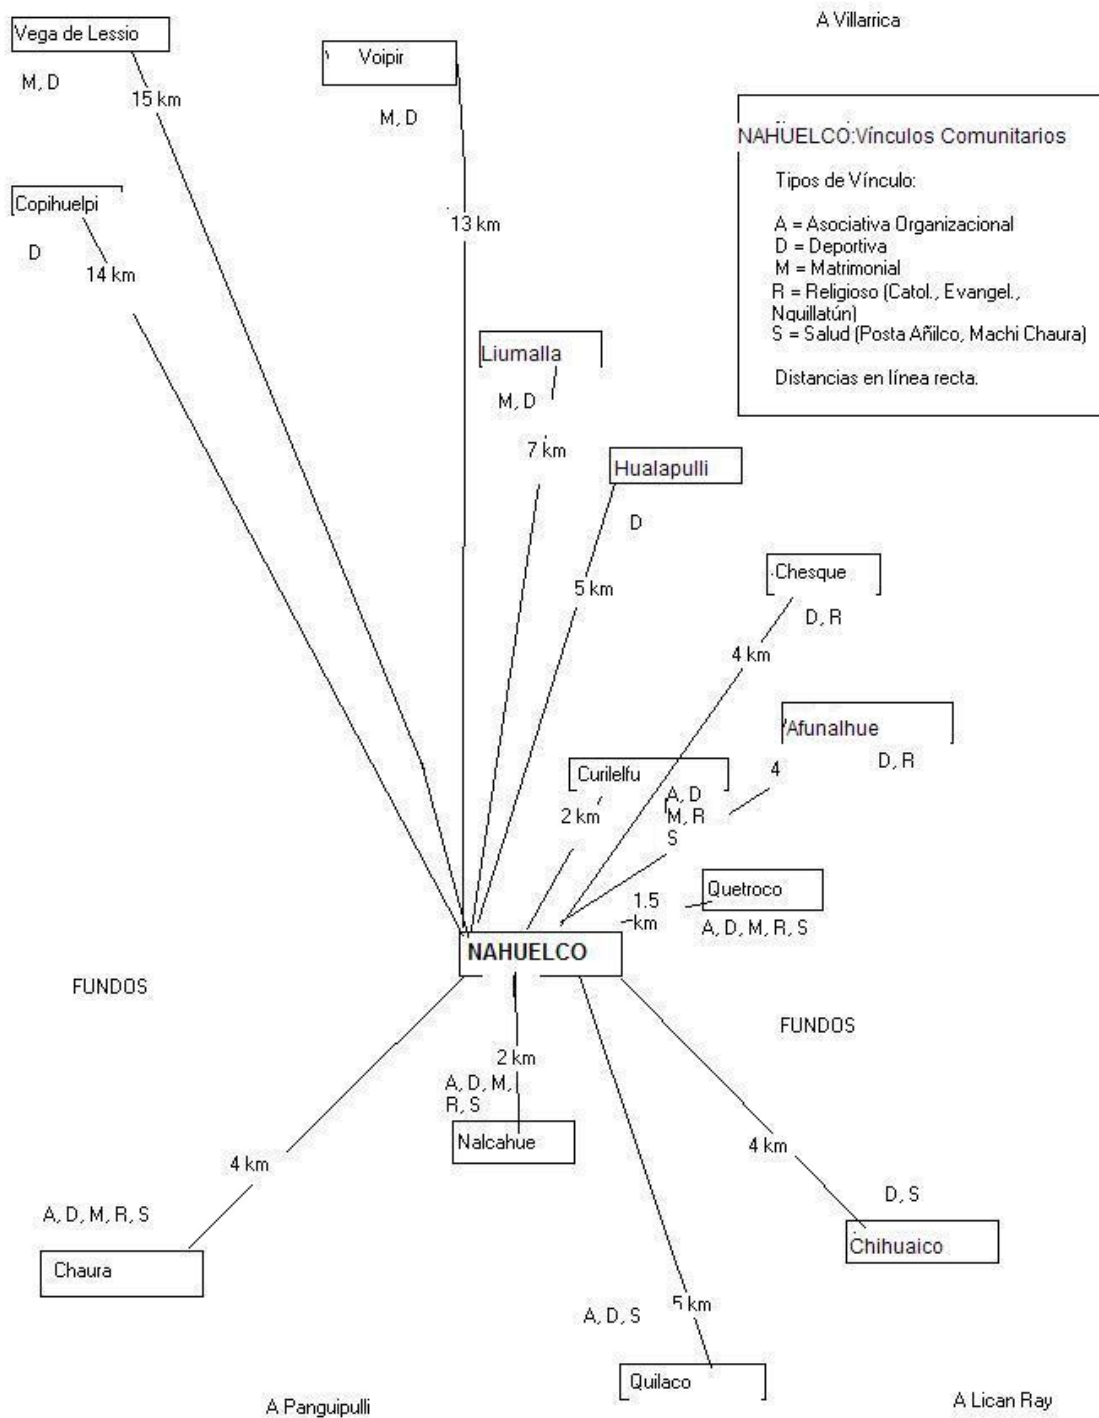 A Villarrica
Vega de Lessio
Voipir
M, D
15 km
M, D
NAHUELCO:Vínculos Comunitarios
Tipos de Vínculo:
A = Asociativa Organizacional
D = Deportiva
M = Matrimonial
R = Religioso (Catol., Evangel.,
Nquillatún)
S = Salud (Posta Añilco, Machi Chaura)
Distancias en línea recta.
Copihuelpi
D
14 km
13 km
Liumalla
M, D
7 km
Hualapulli
D
5 km
Chesque
D, R
4 km
Afunalhue
D, R
4
Curilelfu
A, D
M, R
S
2 km
Quetroco
1.5
km
A, D, M, R, S
NAHUELCO
FUNDOS
FUNDOS
2 km
A, D, M,
R, S
Nalcahue
4 km
A, D, M, R, S
Chaura
4 km
D, S
Chihuaico
5 km
A, D, S
Quilaco
A Panguipulli
A Lican Ray